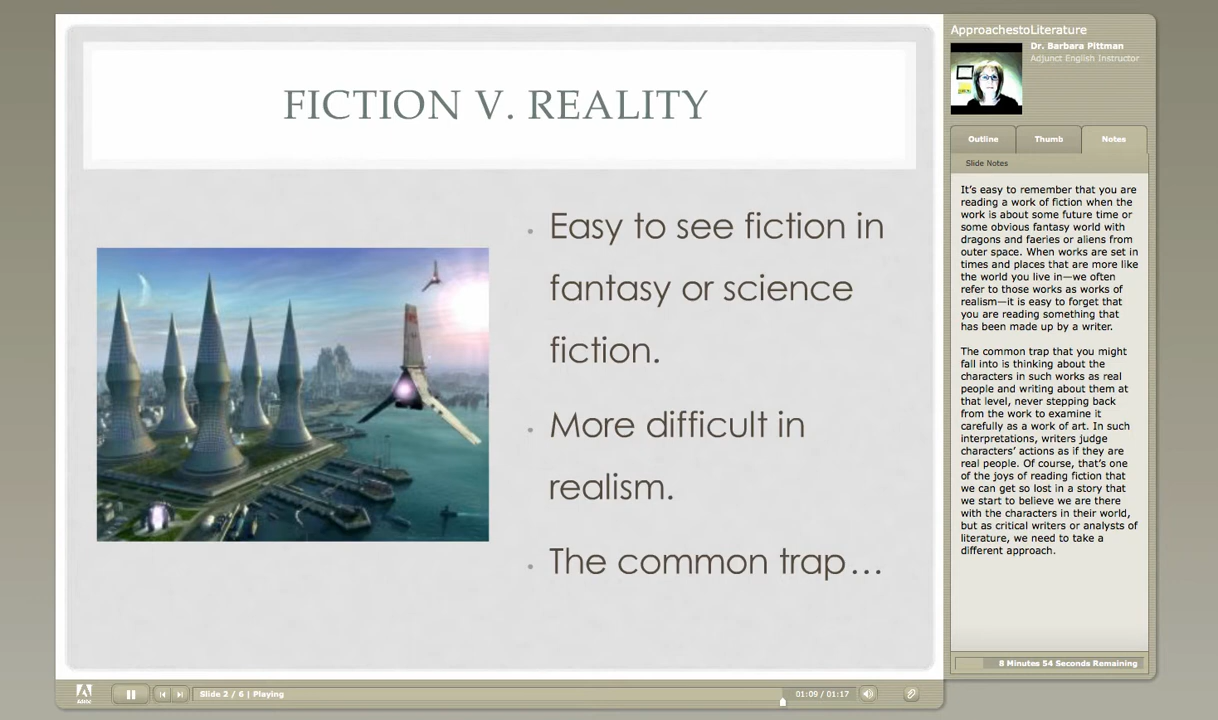 FICTION V. REALITY
• Easy to see fiction in
fantasy or science
fiction.
• More difficult in
realism.
• The common trap...
ApproachestoLiterature
Dr. Barbara Pittman
Adjunct English Instructor
Outline
Thumb
Notes
Slide Notes
It's easy to remember that you are
reading a work of fiction when the
work is about some future time or
some obvious fantasy world with
dragons and faeries or aliens from
outer space. When works are set in
times and places that are more like
the world you live in—we often
refer to those works as works of
realism—it is easy to forget that
you are reading something that
has been made up by a writer.
The common trap that you might
fall into is thinking about the
characters in such works as real
people and writing about them at
that level, never stepping back
from the work to examine it
carefully as a work of art. In such
interpretations, writers judge
characters' actions as if they are
real people. Of course, that's one
of the joys of reading fiction that
we can get so lost in a story that
we start to believe we are there
with the characters in their world,
but as critical writers or analysts of
literature, we need to take a
different approach.
8 Minutes 54 Seconds Remaining
Adobe
Slide 2 / 6 | Playing
01:09 / 01:17